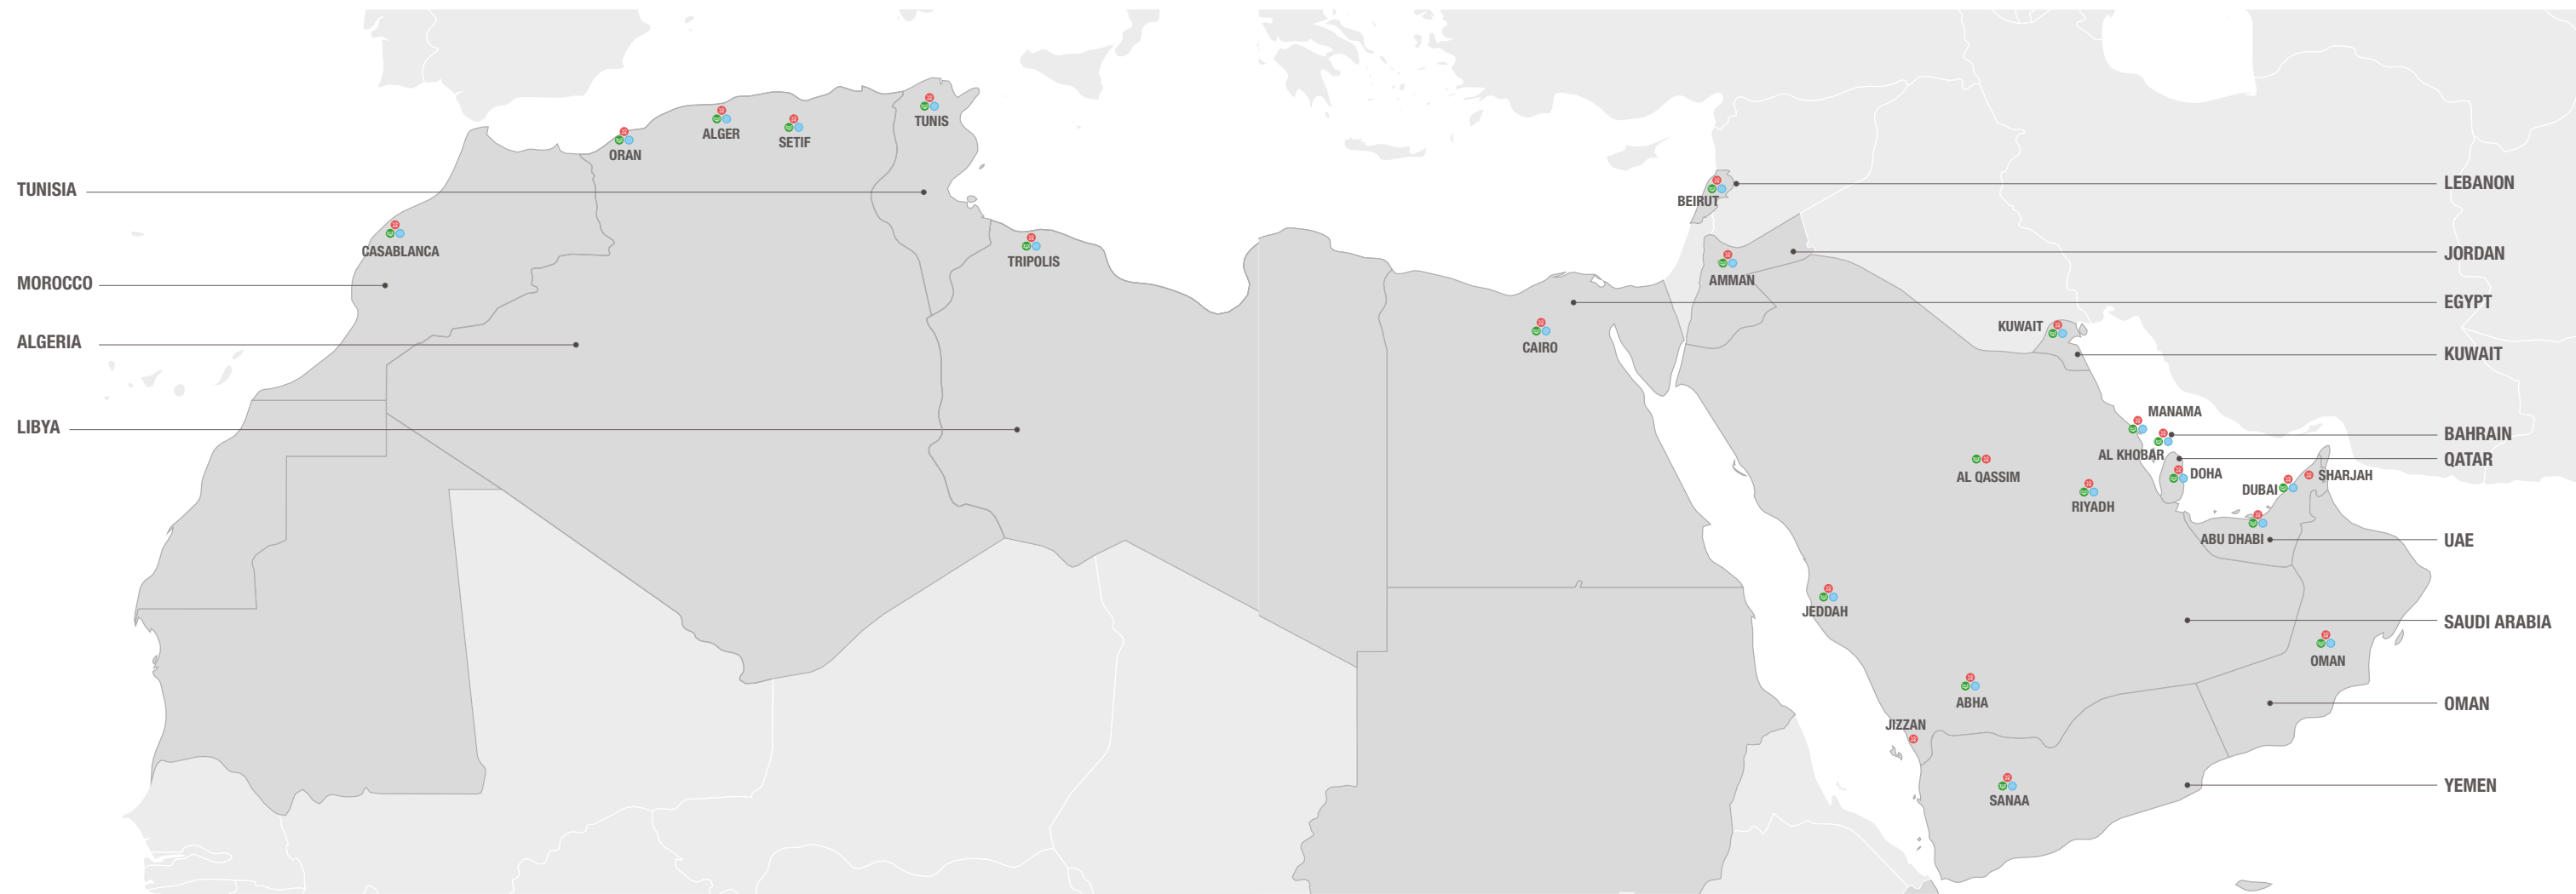 TUNIS
ALGER
SETIF
ORAN
TUNISIA
LEBANON
BEIRUT
CASABLANCA
TRIPOLIS
JORDAN
AMMAN
MOROCCO
EGYPT
KUWAIT
CAIRO
ALGERIA
KUWAIT
MANAMA
LIBYA
BAHRAIN
AL KHOBAR
QATAR
AL QASSIM
DOHA
SHARJAH
DUBAI
RIYADH
ABU DHABI
UAE
JEDDAH
SAUDI ARABIA
OMAN
ABHA
OMAN
JIZZAN
YEMEN
SANAA